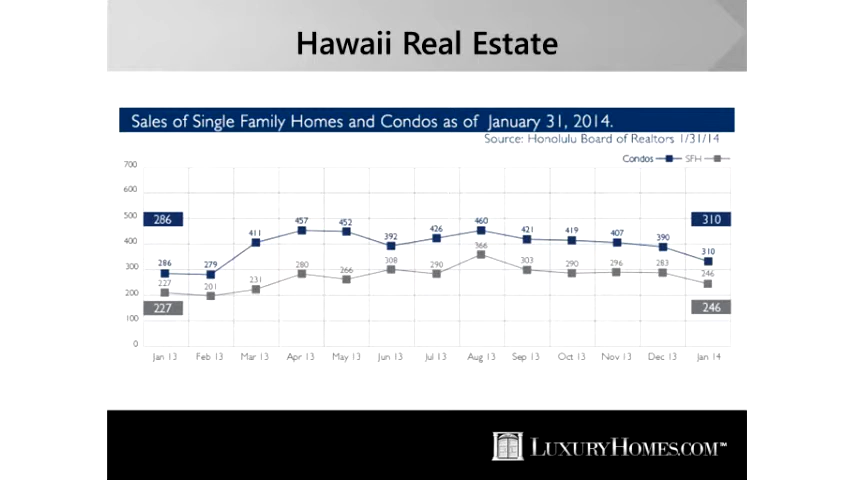 Hawaii Real Estate
Sales of Single Family Homes and Condos as of January 31, 2014.
Source: Honolulu Board of Realtors 1/31/14
Condos SFH
700
600
500
400
300
200
100
0
286
310
286 279 411 457 452 392 426 460 421 419 407 390 310
227 201 231 280 266 308 290 366 303 290 296 283 246
227
246
Jan 13 Feb 13 Mar 13 Apr 13 May 13 Jun 13 Jul 13 Aug 13 Sep 13 Oct 13 Nov 13 Dec 13 Jan 14
LUXURYHOMES.COM™